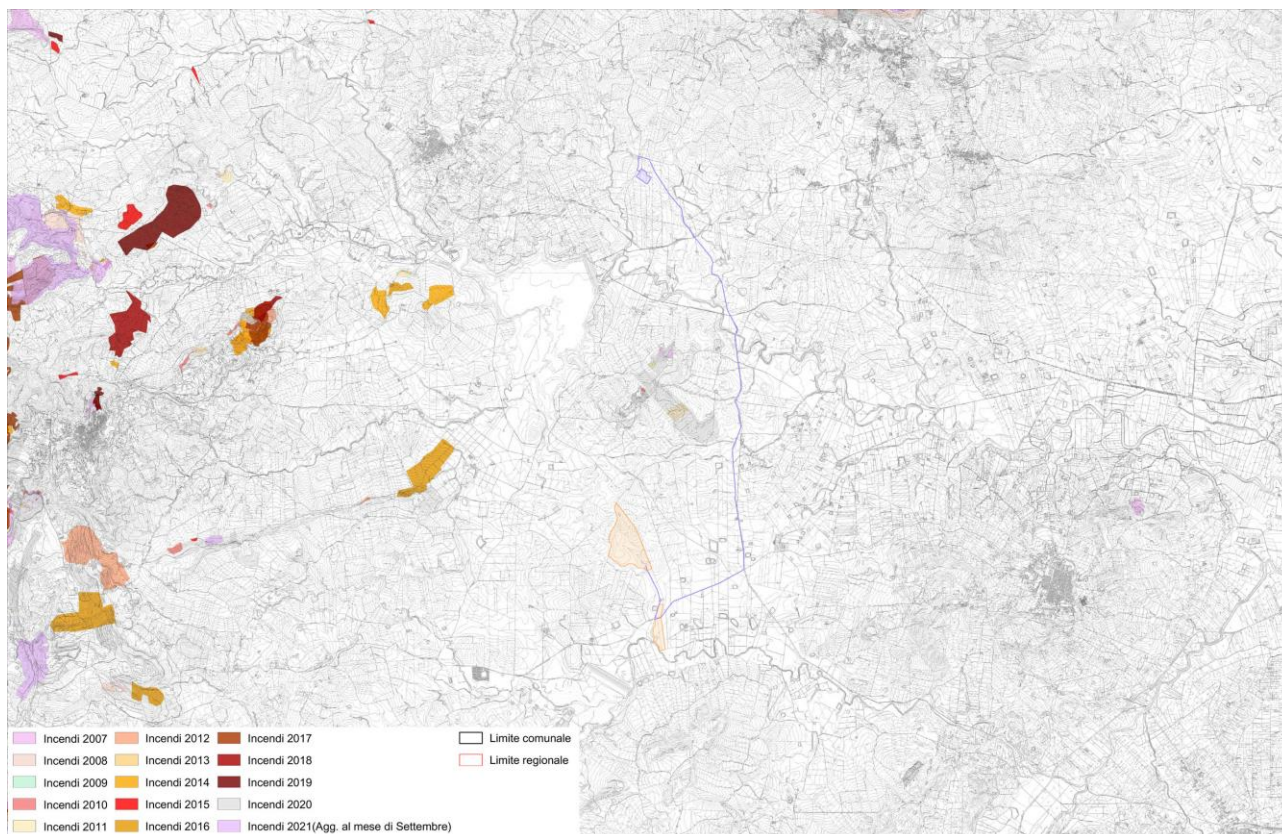 Incendi 2007
Incendi 2008
Incendi 2009
Incendi 2010
Incendi 2011
Incendi 2012
Incendi 2013
Incendi 2014
Incendi 2015
Incendi 2016
Incendi 2017
Incendi 2018
Incendi 2019
Incendi 2020
Incendi 2021(Agg. al mese di Settembre)
Limite comunale
Limite regionale